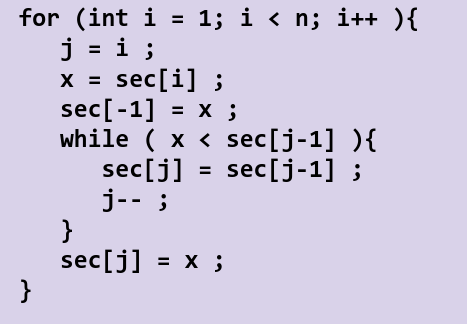 for (int i = 1; i < n; i++ ){
   j = i ;
   x = sec[i] ;
   sec[-1] = x ;
   while ( x < sec[j-1] ){
      sec[j] = sec[j-1] ;
      j-- ;
   }
   sec[j] = x ;
}